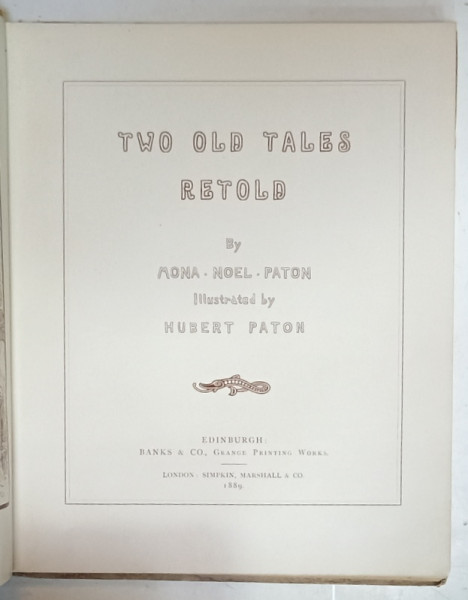 TWO OLD TALES
RETOLD
By
MONA · NOEL · PATON
Illustrated by
HUBERT PATON
EDINBURGH:
BANKS & CO., GRANGE PRINTING WORKS.
LONDON: SIMPKIN, MARSHALL & CO.
1889.